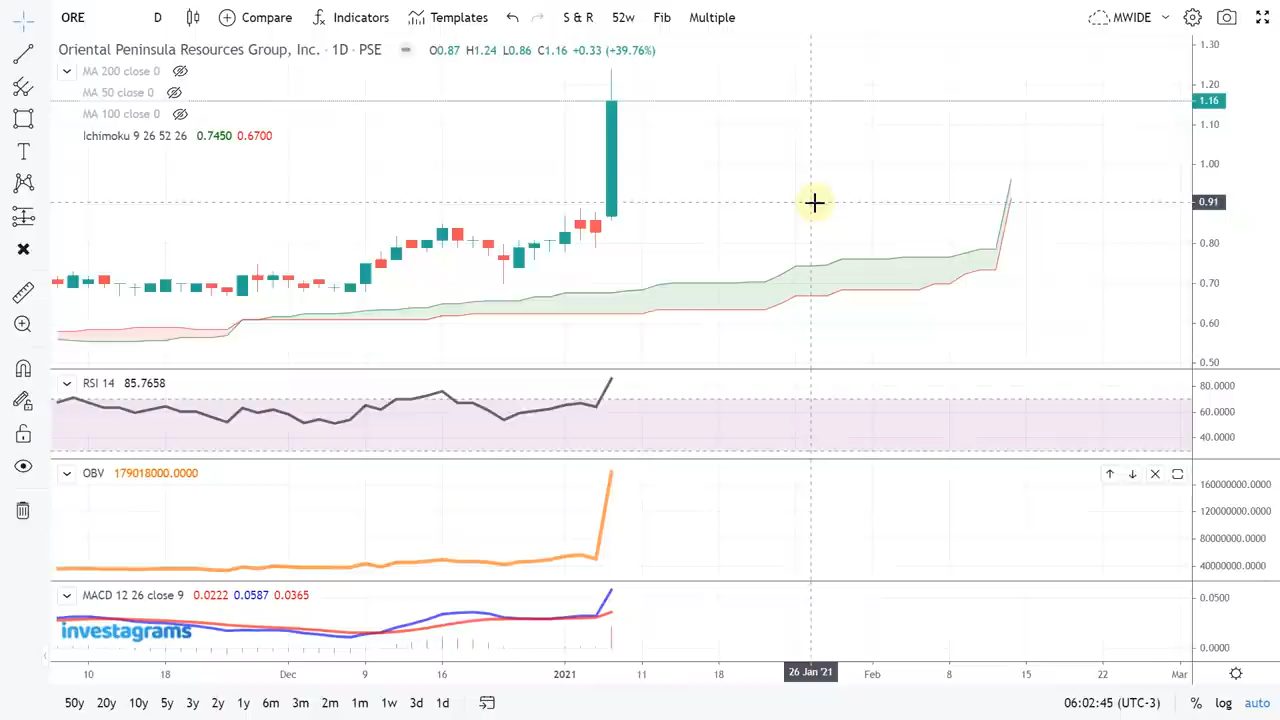 ORE D Compare Indicators Templates S & R 52w Fib Multiple MWIDE
Oriental Peninsula Resources Group, Inc. · 1D · PSE O0.87 H1.24 L0.86 C1.16 +0.33 (+39.76%)
MA 200 close 0
MA 50 close 0
MA 100 close 0
Ichimoku 9 26 52 26 0.7450 0.6700
1.30
1.20
1.16
1.10
1.00
0.91
0.80
0.70
0.60
0.50
RSI 14 85.7658
80.0000
60.0000
40.0000
OBV 179018000.0000
160000000.0000
120000000.0000
80000000.0000
40000000.0000
MACD 12 26 close 9 0.0222 0.0587 0.0365
0.0500
0.0000
investagrams
10 18 Dec 9 16 2021 11 18 26 Jan '21 Feb 8 15 22 Mar
50y 20y 10y 5y 3y 2y 1y 6m 3m 2m 1m 1w 3d 1d 06:02:45 (UTC-3) % log auto